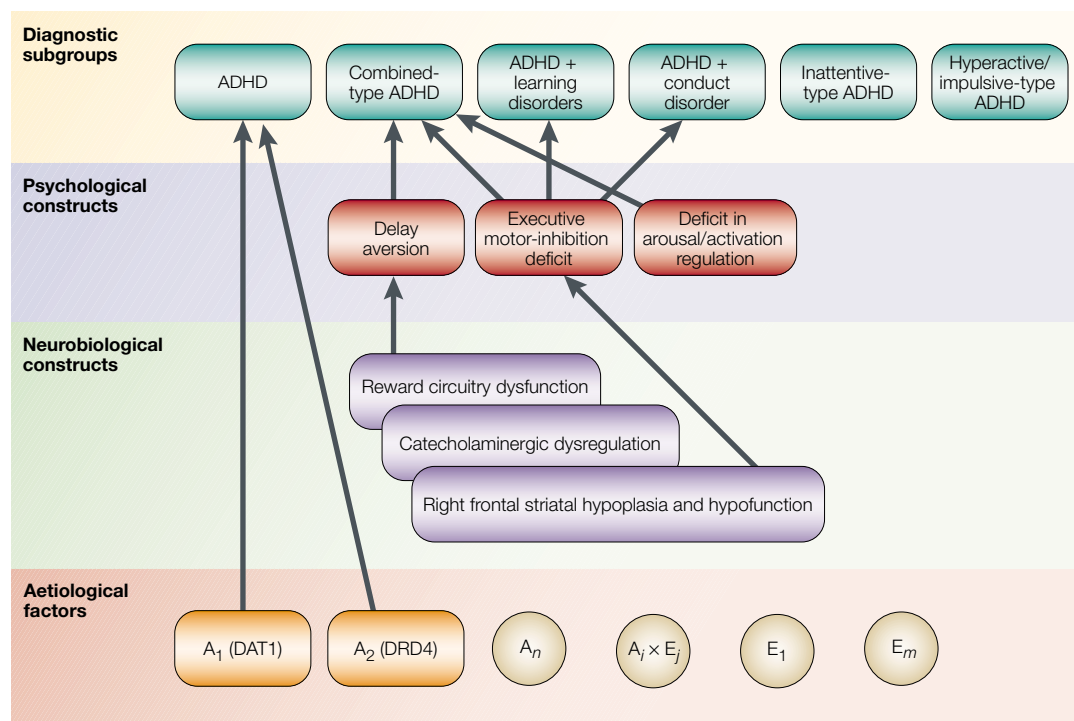 Diagnostic
subgroups
ADHD
Combined-
type ADHD
ADHD +
learning
disorders
ADHD +
conduct
disorder
Inattentive-
type ADHD
Hyperactive/
impulsive-type
ADHD
Psychological
constructs
Delay
aversion
Executive
motor-inhibition
deficit
Deficit in
arousal/activation
regulation
Neurobiological
constructs
Reward circuitry dysfunction
Catecholaminergic dysregulation
Right frontal striatal hypoplasia and hypofunction
Aetiological
factors
A1 (DAT1)
A2 (DRD4)
An
Ai × Ej
E1
Em